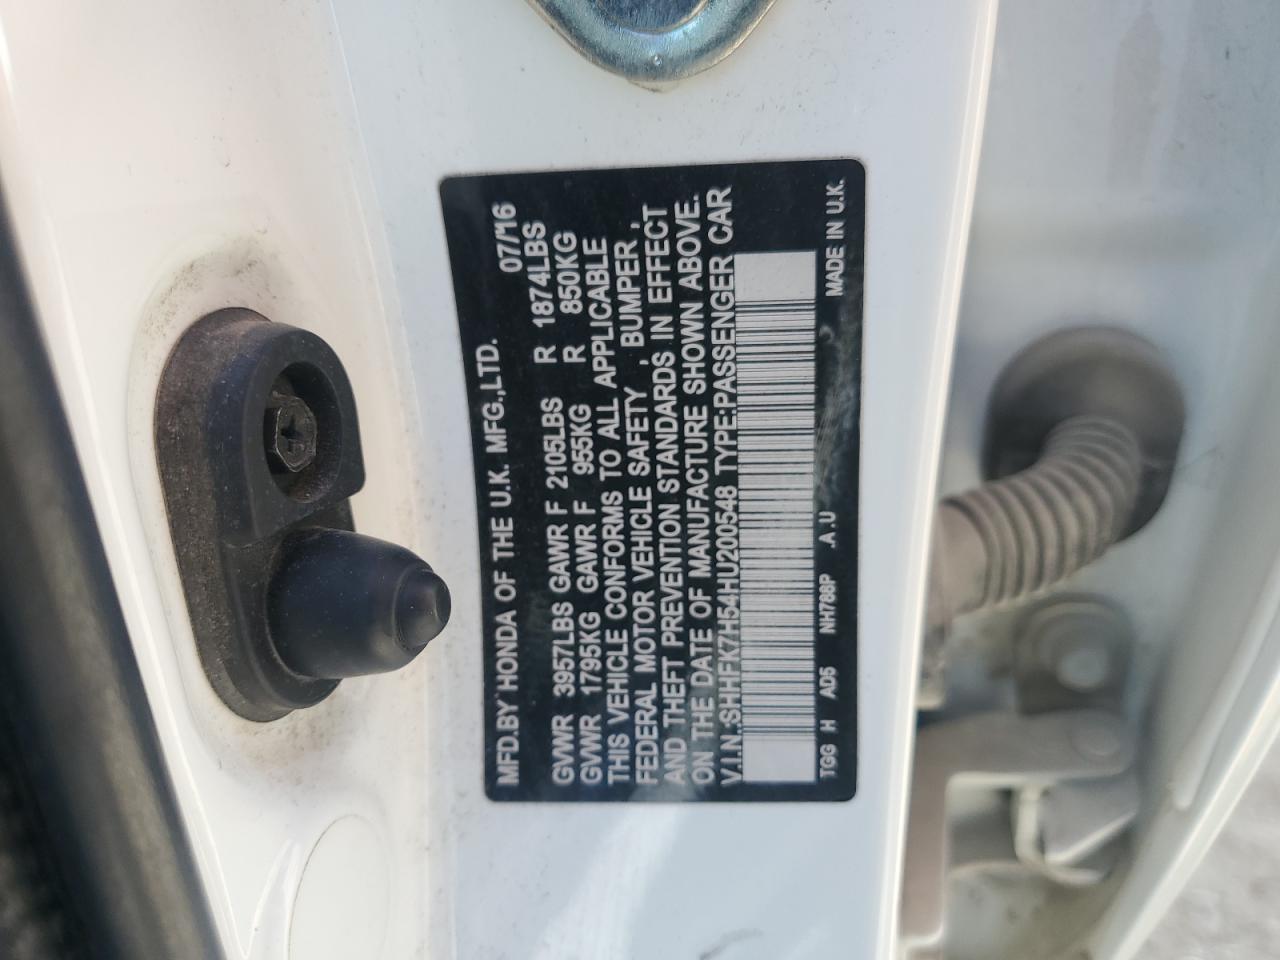 MFD.BY HONDA OF THE U.K. MFG.,LTD. 07/16
GVWR 3957LBS GAWR F 2105LBS R 1874LBS
GVWR 1795KG GAWR F 955KG R 850KG
THIS VEHICLE CONFORMS TO ALL APPLICABLE
FEDERAL MOTOR VEHICLE SAFETY , BUMPER ,
AND THEFT PREVENTION STANDARDS IN EFFECT
ON THE DATE OF MANUFACTURE SHOWN ABOVE.
V.I.N.:SHHFK7H54HU200548 TYPE:PASSENGER CAR
TGG H AD5 NH788P .A .U MADE IN U.K.